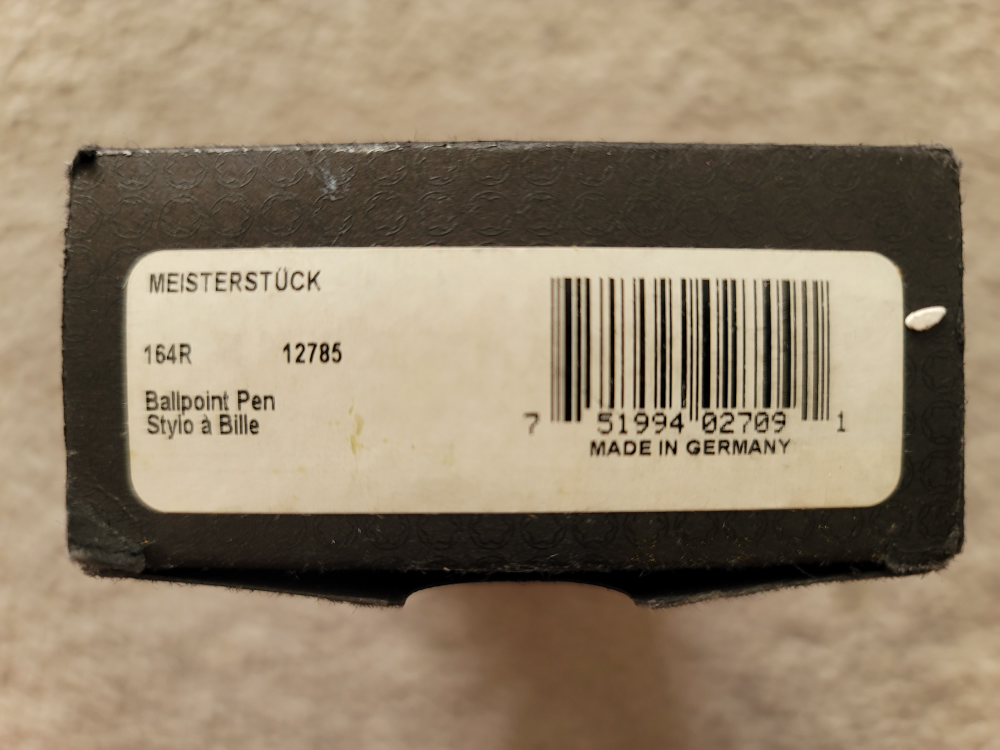 MEISTERSTÜCK
164R 12785
Ballpoint Pen
Stylo à Bille
7 51994 02709 1
MADE IN GERMANY